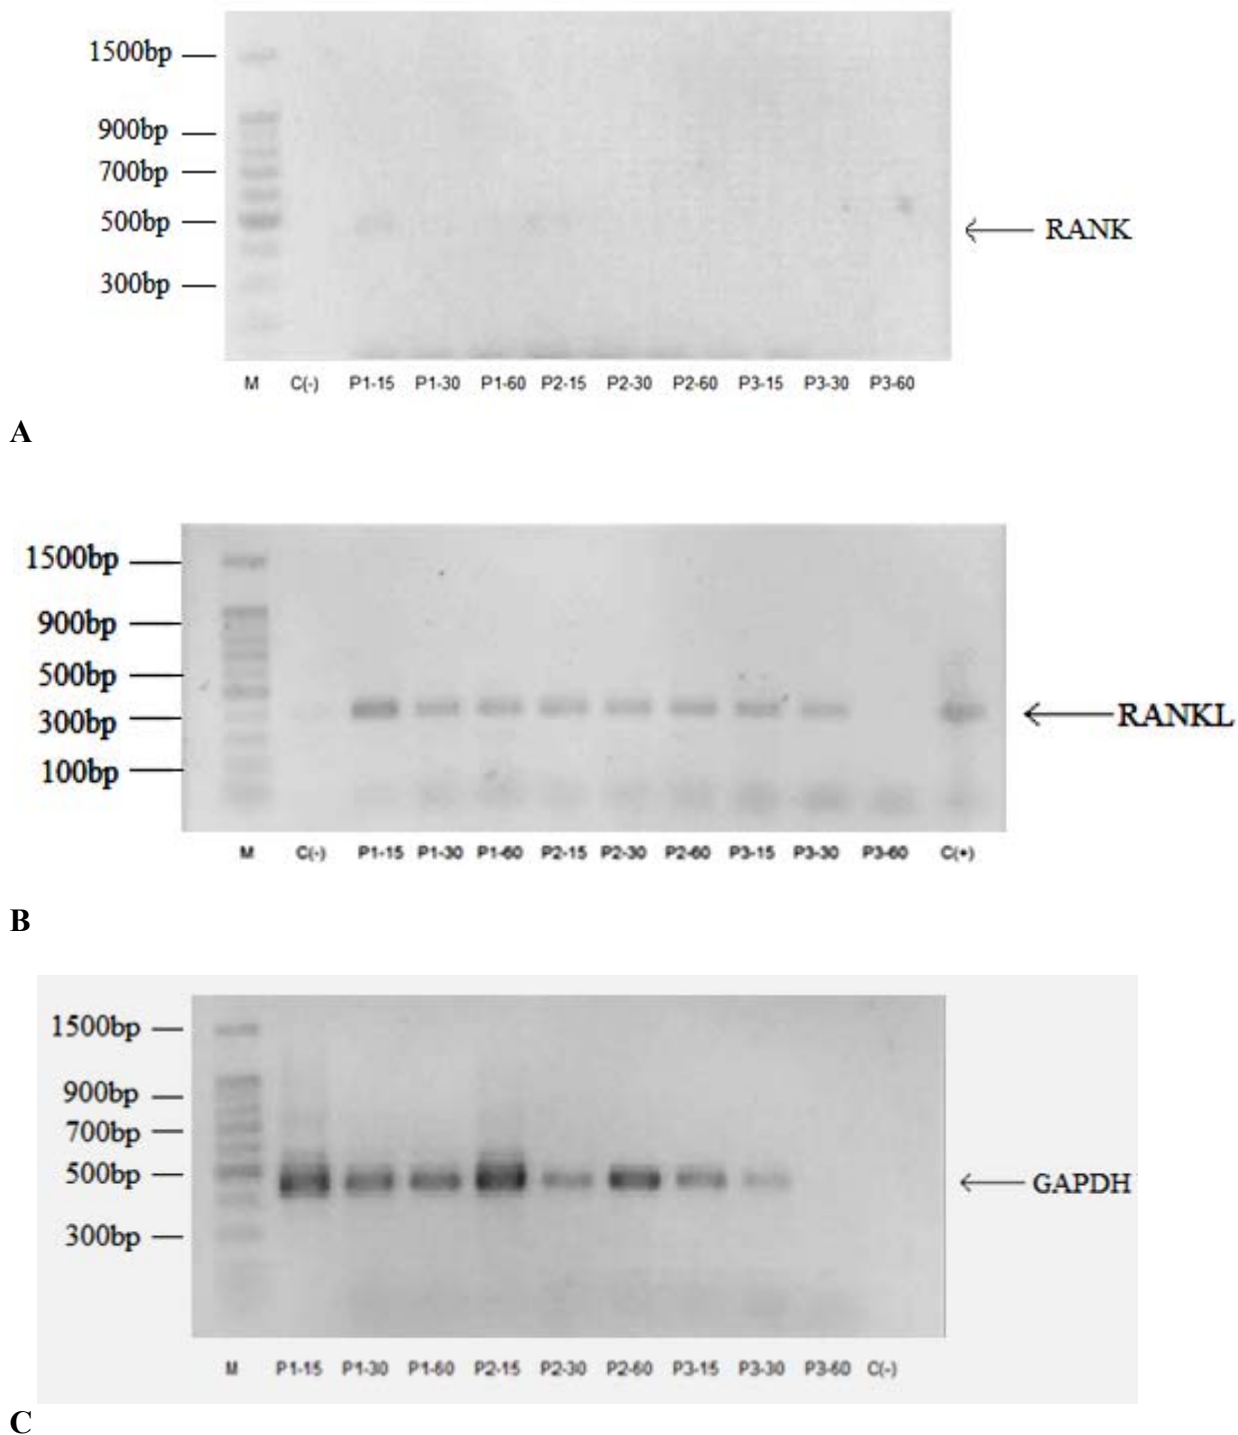 1500bp
900bp
700bp
500bp
RANK
300bp
M C(-) P1-15 P1-30 P1-60 P2-15 P2-30 P2-60 P3-15 P3-30 P3-60
A
1500bp
900bp
500bp
300bp
RANKL
100bp
M C(-) P1-15 P1-30 P1-60 P2-15 P2-30 P2-60 P3-15 P3-30 P3-60 C(+)
B
1500bp
900bp
700bp
500bp
GAPDH
300bp
M P1-15 P1-30 P1-60 P2-15 P2-30 P2-60 P3-15 P3-30 P3-60 C(-)
C